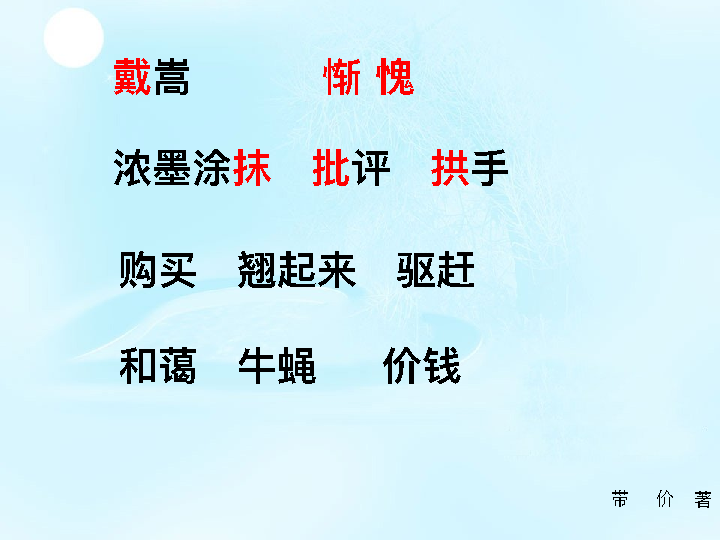 戴嵩 惭愧
浓墨涂抹 批评 拱手
购买 翘起来 驱赶
和蔼 牛蝇 价钱
带 价 著